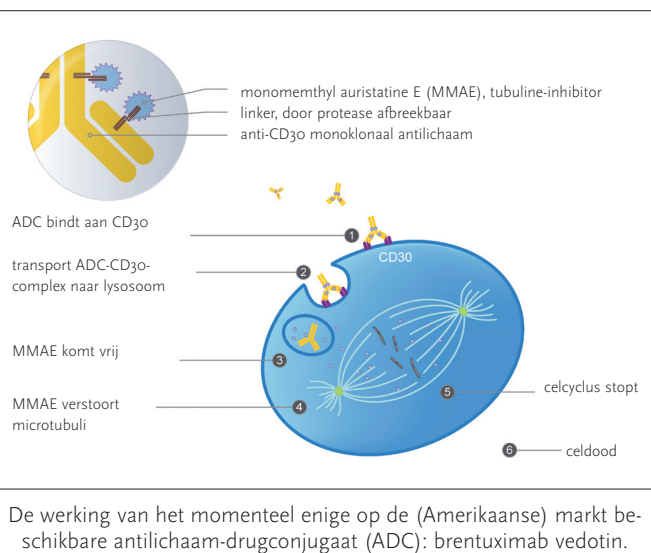 monomemthyl auristatine E (MMAE), tubuline-inhibitor
linker, door protease afbreekbaar
anti-CD30 monoklonaal antilichaam
ADC bindt aan CD30
1
CD30
transport ADC-CD30-
complex naar lysosoom
2
MMAE komt vrij
3
MMAE verstoort
microtubuli
4
5
celcyclus stopt
6
celdood
De werking van het momenteel enige op de (Amerikaanse) markt be-
schikbare antilichaam-drugconjugaat (ADC): brentuximab vedotin.